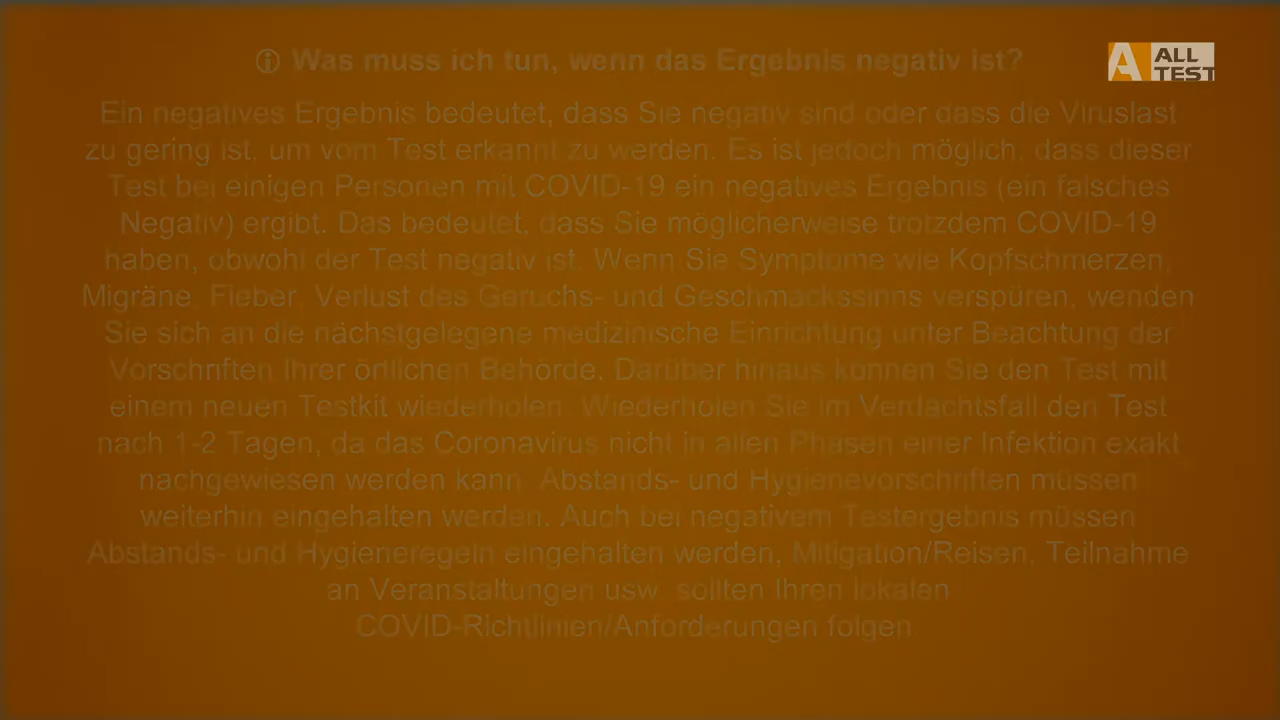 Was muss ich tun, wenn das Ergebnis negativ ist?
ALL
TEST
Ein negatives Ergebnis bedeutet, dass Sie negativ sind oder dass die Viruslast
zu gering ist, um vom Test erkannt zu werden. Es ist jedoch möglich, dass dieser
Test bei einigen Personen mit COVID-19 ein negatives Ergebnis (ein falsches
Negativ) ergibt. Das bedeutet, dass Sie möglicherweise trotzdem COVID-19
haben, obwohl der Test negativ ist. Wenn Sie Symptome wie Kopfschmerzen,
Migräne, Fieber, Verlust des Geruchs- und Geschmackssinns verspüren, wenden
Sie sich an die nächstgelegene medizinische Einrichtung unter Beachtung der
Vorschriften Ihrer örtlichen Behörde. Darüber hinaus können Sie den Test mit
einem neuen Testkit wiederholen. Wiederholen Sie im Verdachtsfall den Test
nach 1-2 Tagen, da das Coronavirus nicht in allen Phasen einer Infektion exakt
nachgewiesen werden kann. Abstands- und Hygienevorschriften müssen
weiterhin eingehalten werden. Auch bei negativem Testergebnis müssen
Abstands- und Hygieneregeln eingehalten werden, Mitigation/Reisen, Teilnahme
an Veranstaltungen usw. sollten Ihren lokalen
COVID-Richtlinien/Anforderungen folgen.